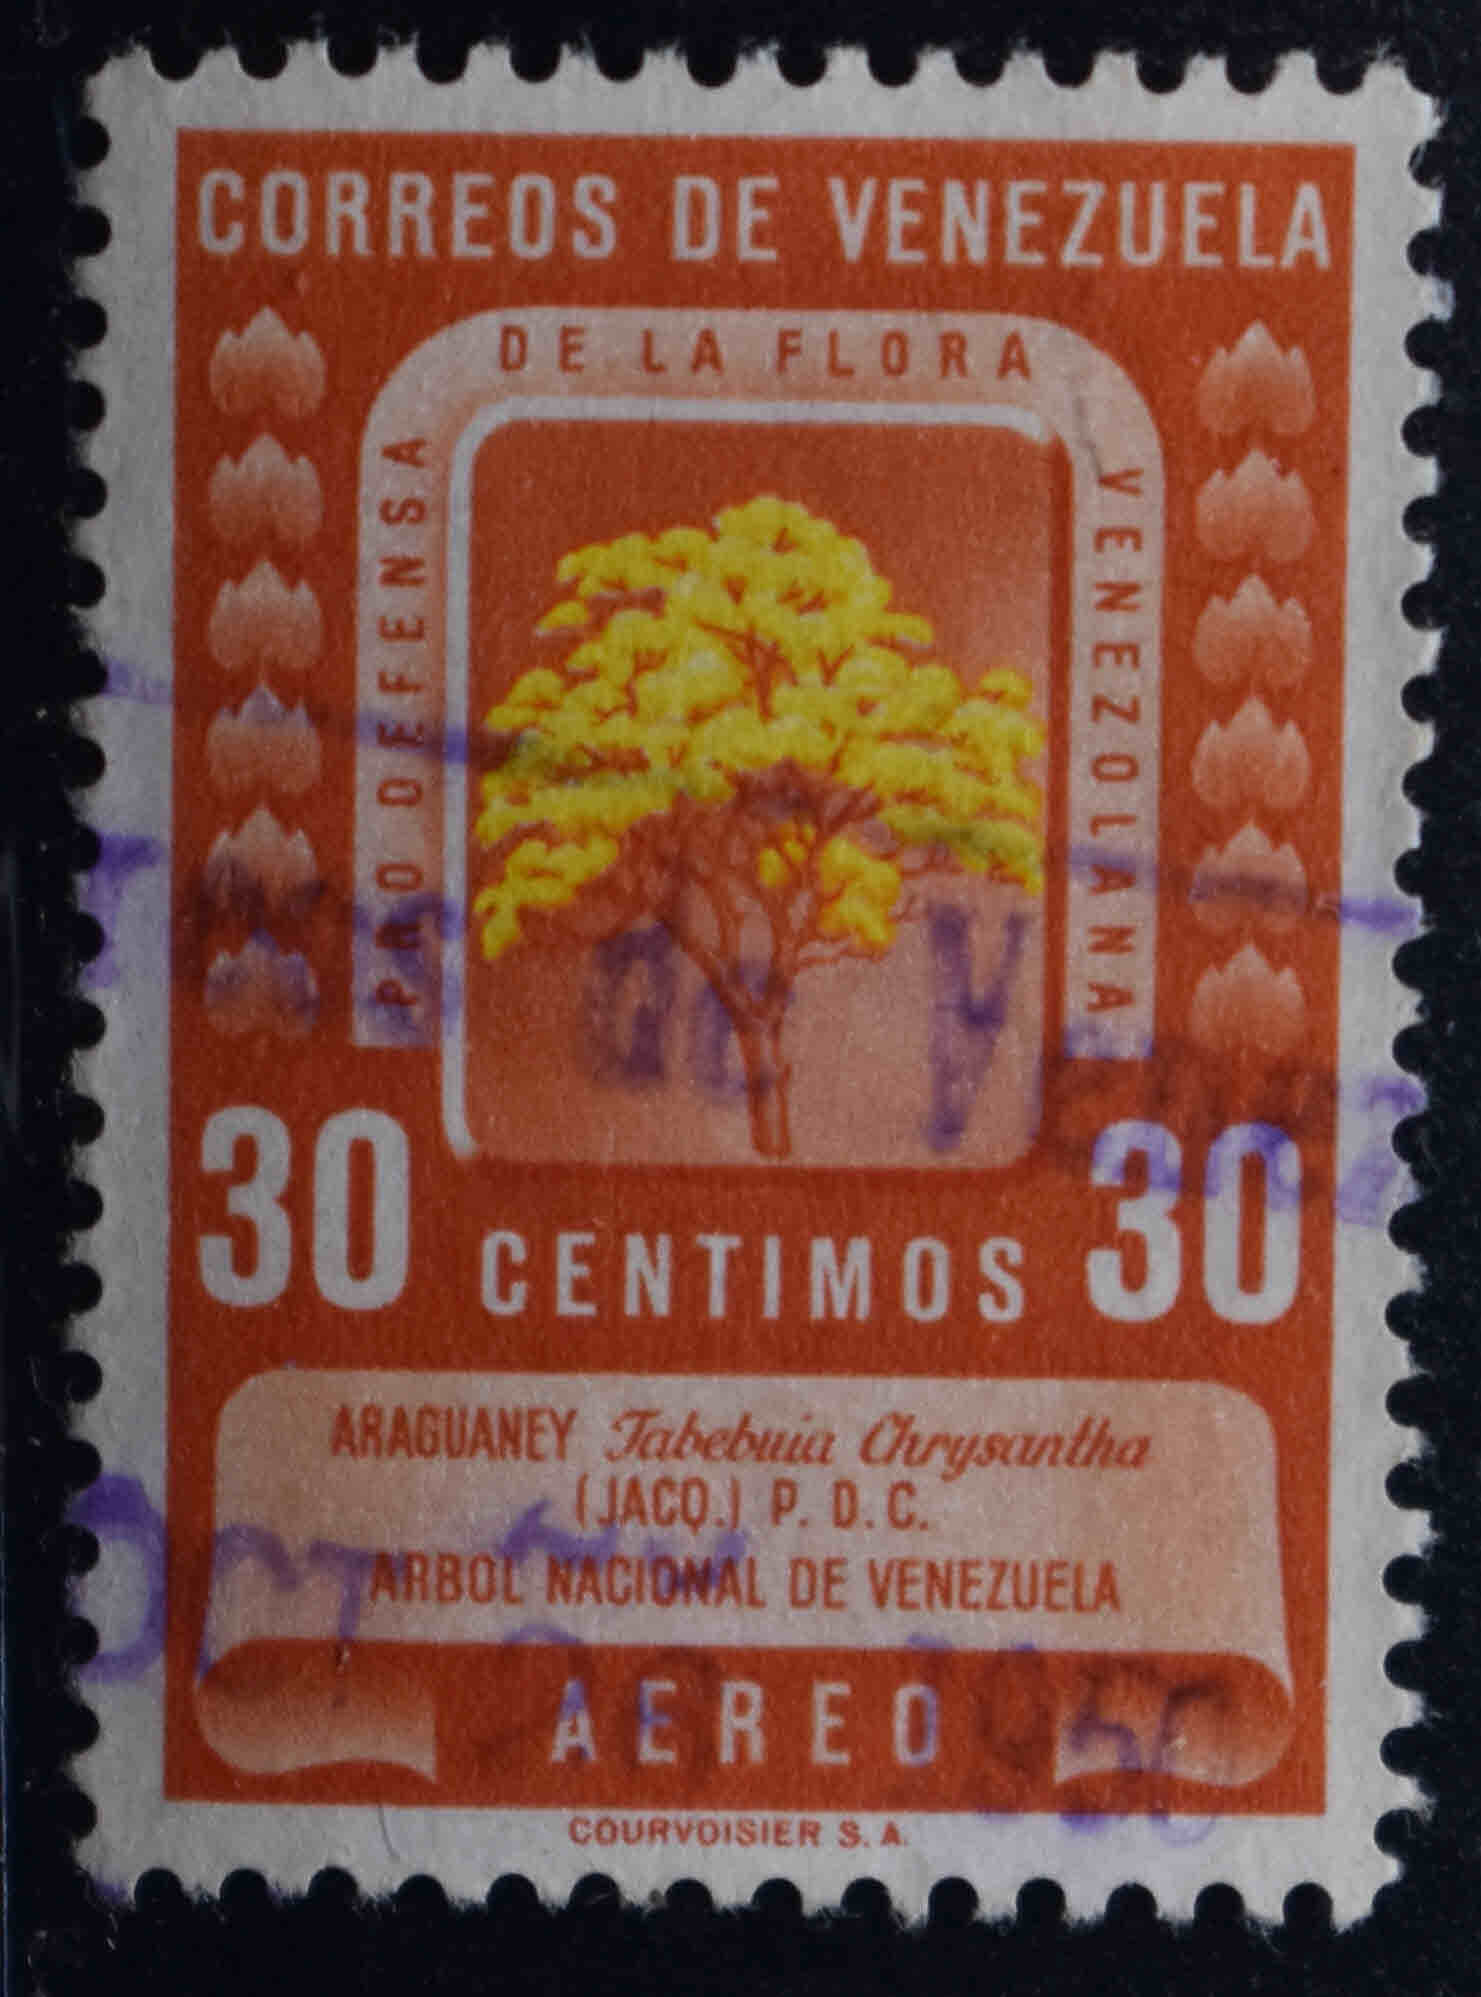 CORREOS DE VENEZUELA
PRO DEFENSA DE LA FLORA VENEZOLANA
30 CENTIMOS 30
ARAGUANEY Tabebuia Chrysantha
(JACQ.) P. D. C.
ARBOL NACIONAL DE VENEZUELA
AEREO
COURVOISIER S. A.
OCT